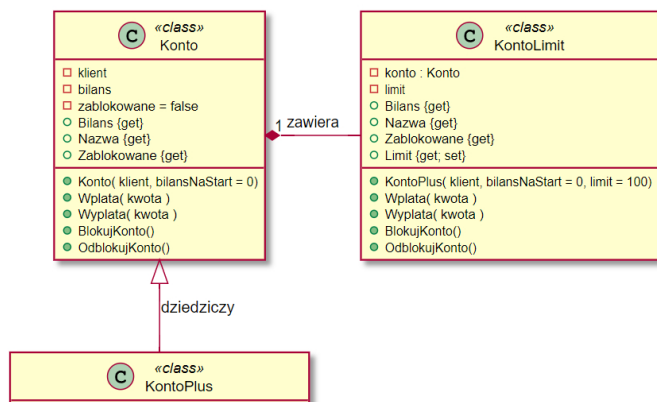 C «class»
Konto
klient
bilans
zablokowane = false
Bilans {get}
Nazwa {get}
Zablokowane {get}
Konto( klient, bilansNaStart = 0)
Wplata( kwota )
Wyplata( kwota )
BlokujKonto()
OdblokujKonto()
1 zawiera
C «class»
KontoLimit
konto : Konto
limit
Bilans {get}
Nazwa {get}
Zablokowane {get}
Limit {get; set}
KontoPlus( klient, bilansNaStart = 0, limit = 100)
Wplata( kwota )
Wyplata( kwota )
BlokujKonto()
OdblokujKonto()
dziedziczy
C «class»
KontoPlus